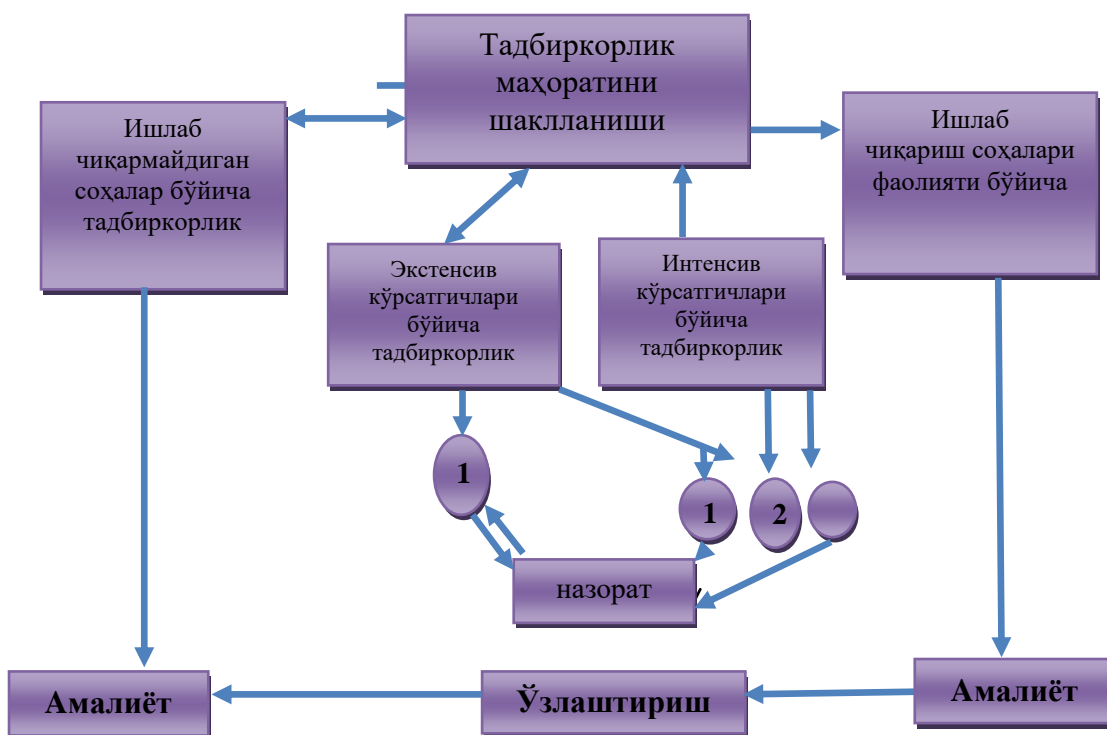 Тадбиркорлик
маҳоратини
шаклланиши
Ишлаб
чиқармайдиган
соҳалар бўйича
тадбиркорлик
Ишлаб
чиқариш соҳалари
фаолияти бўйича
Экстенсив
кўрсатгичлари
бўйича
тадбиркорлик
Интенсив
кўрсатгичлари
бўйича
тадбиркорлик
1
1
2
назорат
Амалиёт
Ўзлаштириш
Амалиёт